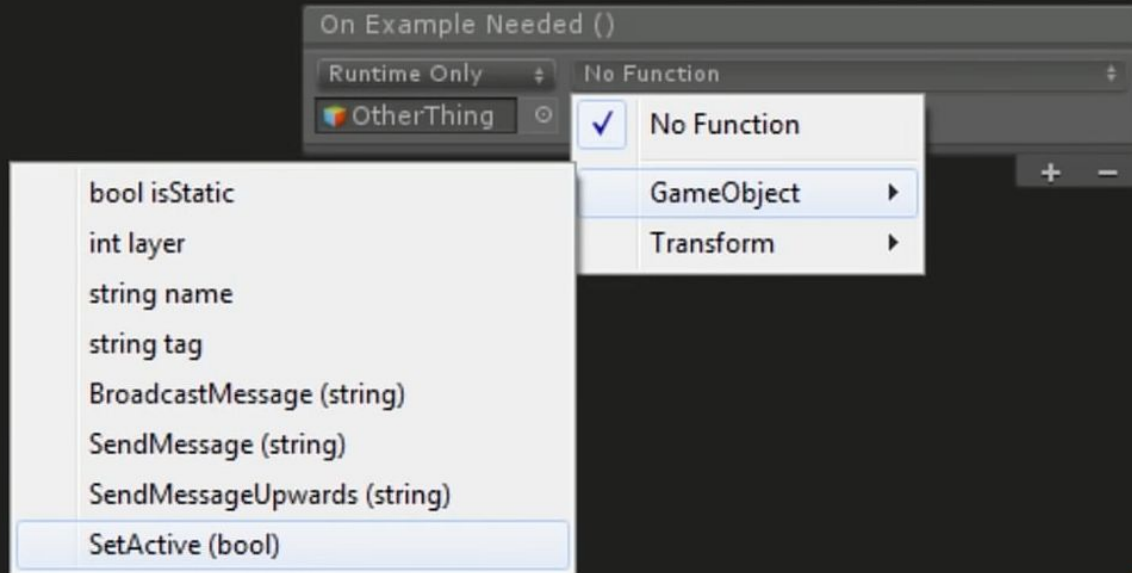 On Example Needed ()
Runtime Only
No Function
OtherThing
No Function
GameObject
Transform
bool isStatic
int layer
string name
string tag
BroadcastMessage (string)
SendMessage (string)
SendMessageUpwards (string)
SetActive (bool)